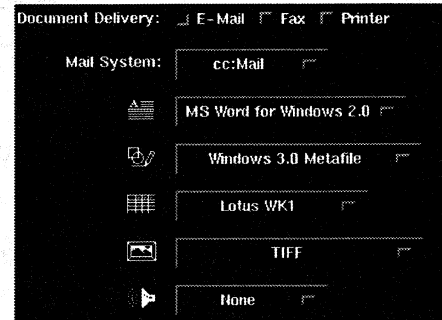 Document Delivery: E-Mail Fax Printer
Mail System: cc:Mail
MS Word for Windows 2.0
Windows 3.0 Metafile
Lotus WK1
TIFF
None